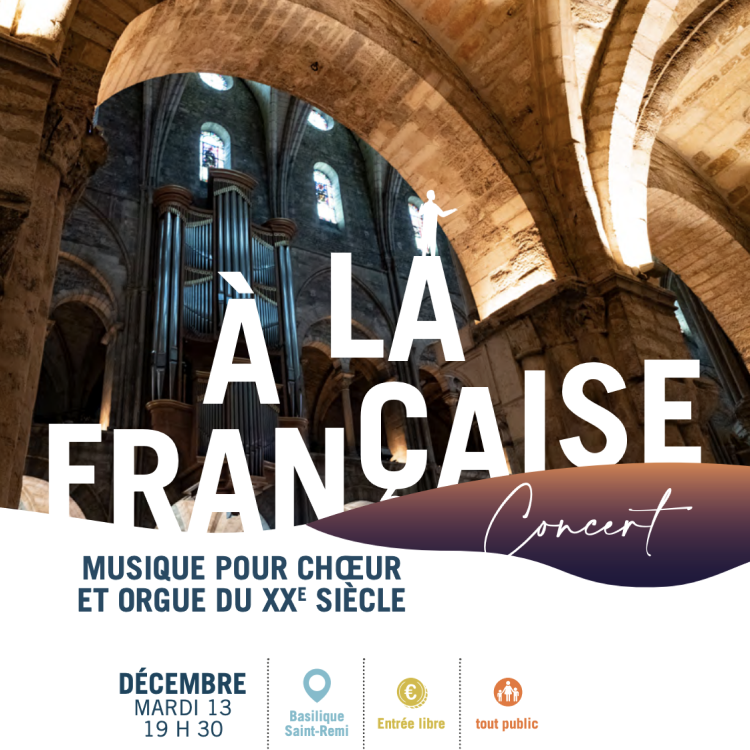 À LA
FRANÇAISE
Concert
MUSIQUE POUR CHŒUR
ET ORGUE DU XXE SIÈCLE
DÉCEMBRE
MARDI 13
19 H 30
Basilique
Saint-Remi
€
Entrée libre
tout public